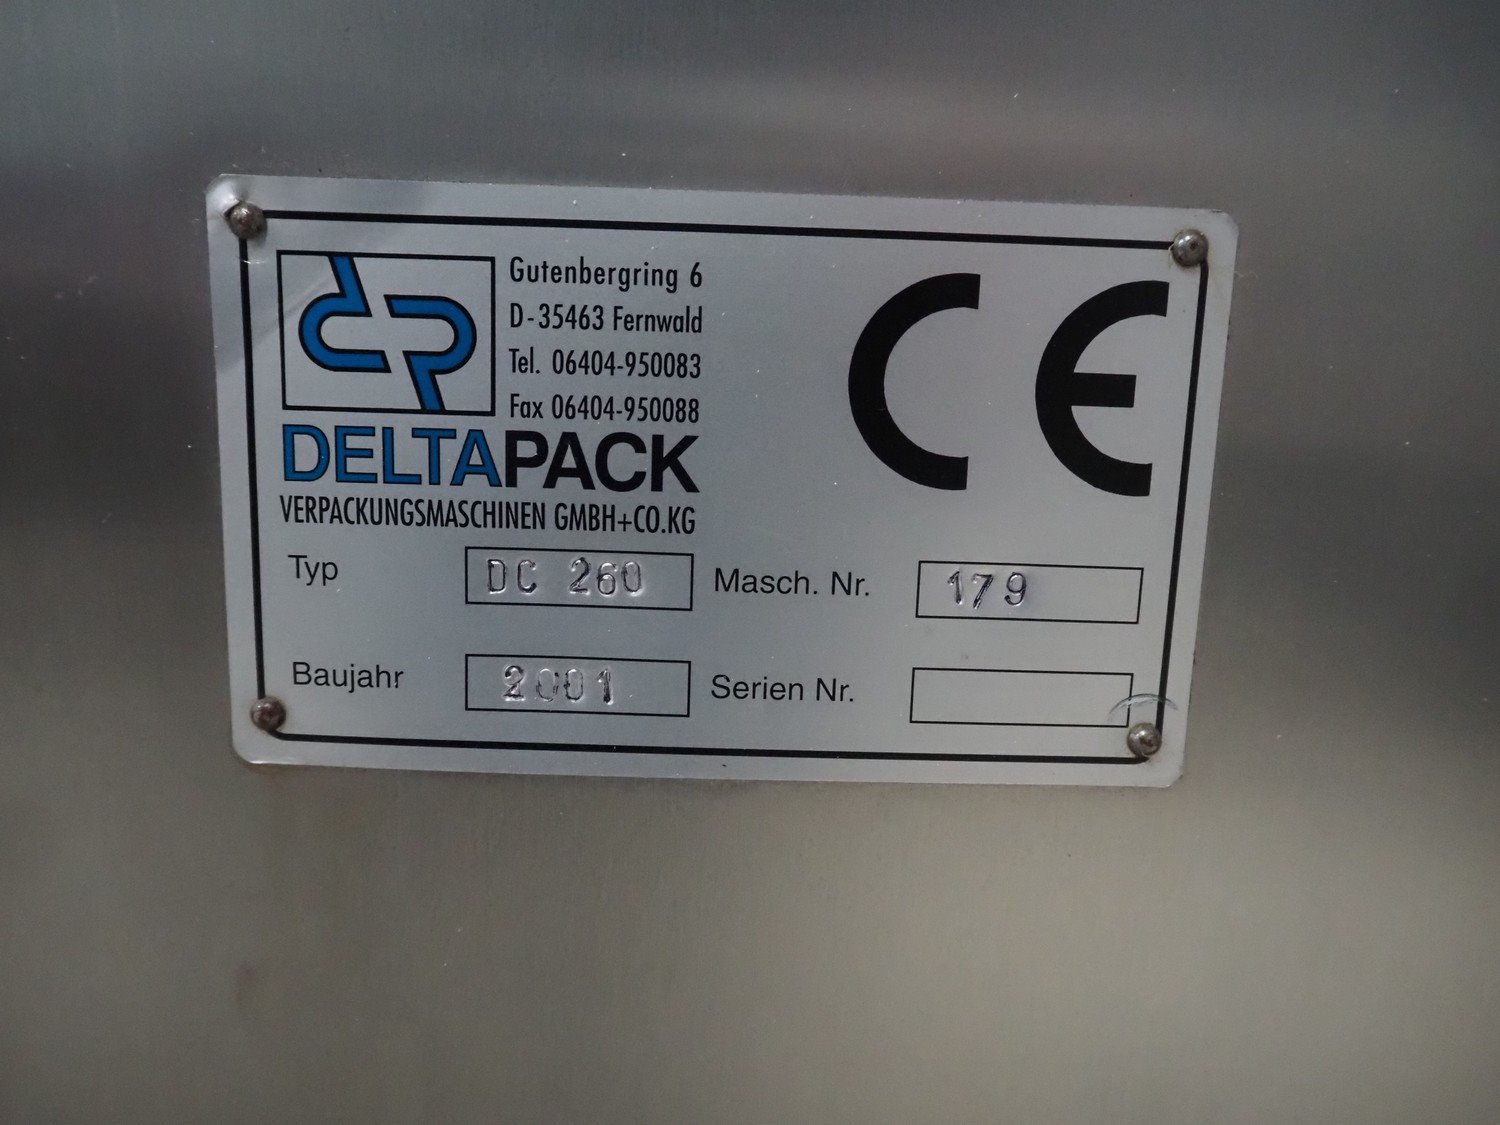 Gutenbergring 6
D-35463 Fernwald
Tel. 06404-950083
Fax 06404-950088
DELTAPACK
VERPACKUNGSMASCHINEN GMBH+CO.KG
CE
Typ DC 260 Masch. Nr. 179
Baujahr 2001 Serien Nr.